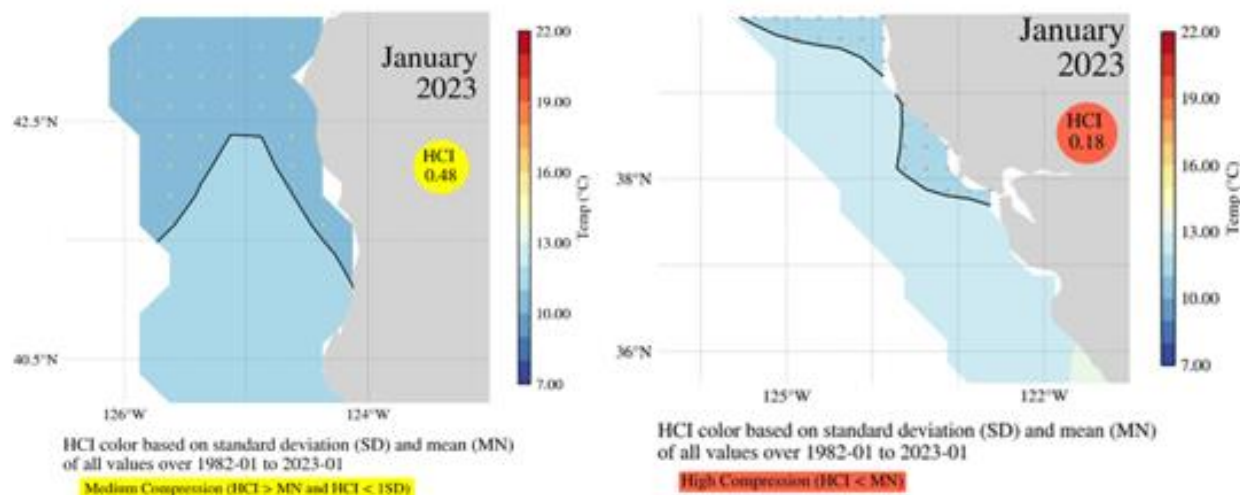 January
2023
HCI
0.48
42.5°N
40.5°N
126°W
124°W
22.00
19.00
16.00
13.00
10.00
7.00
Temp (°C)
HCI color based on standard deviation (SD) and mean (MN)
of all values over 1982-01 to 2023-01
Medium Compression (HCI > MN and HCI < 1SD)
January
2023
HCI
0.18
38°N
36°N
125°W
122°W
22.00
19.00
16.00
13.00
10.00
7.00
Temp (°C)
HCI color based on standard deviation (SD) and mean (MN)
of all values over 1982-01 to 2023-01
High Compression (HCI < MN)